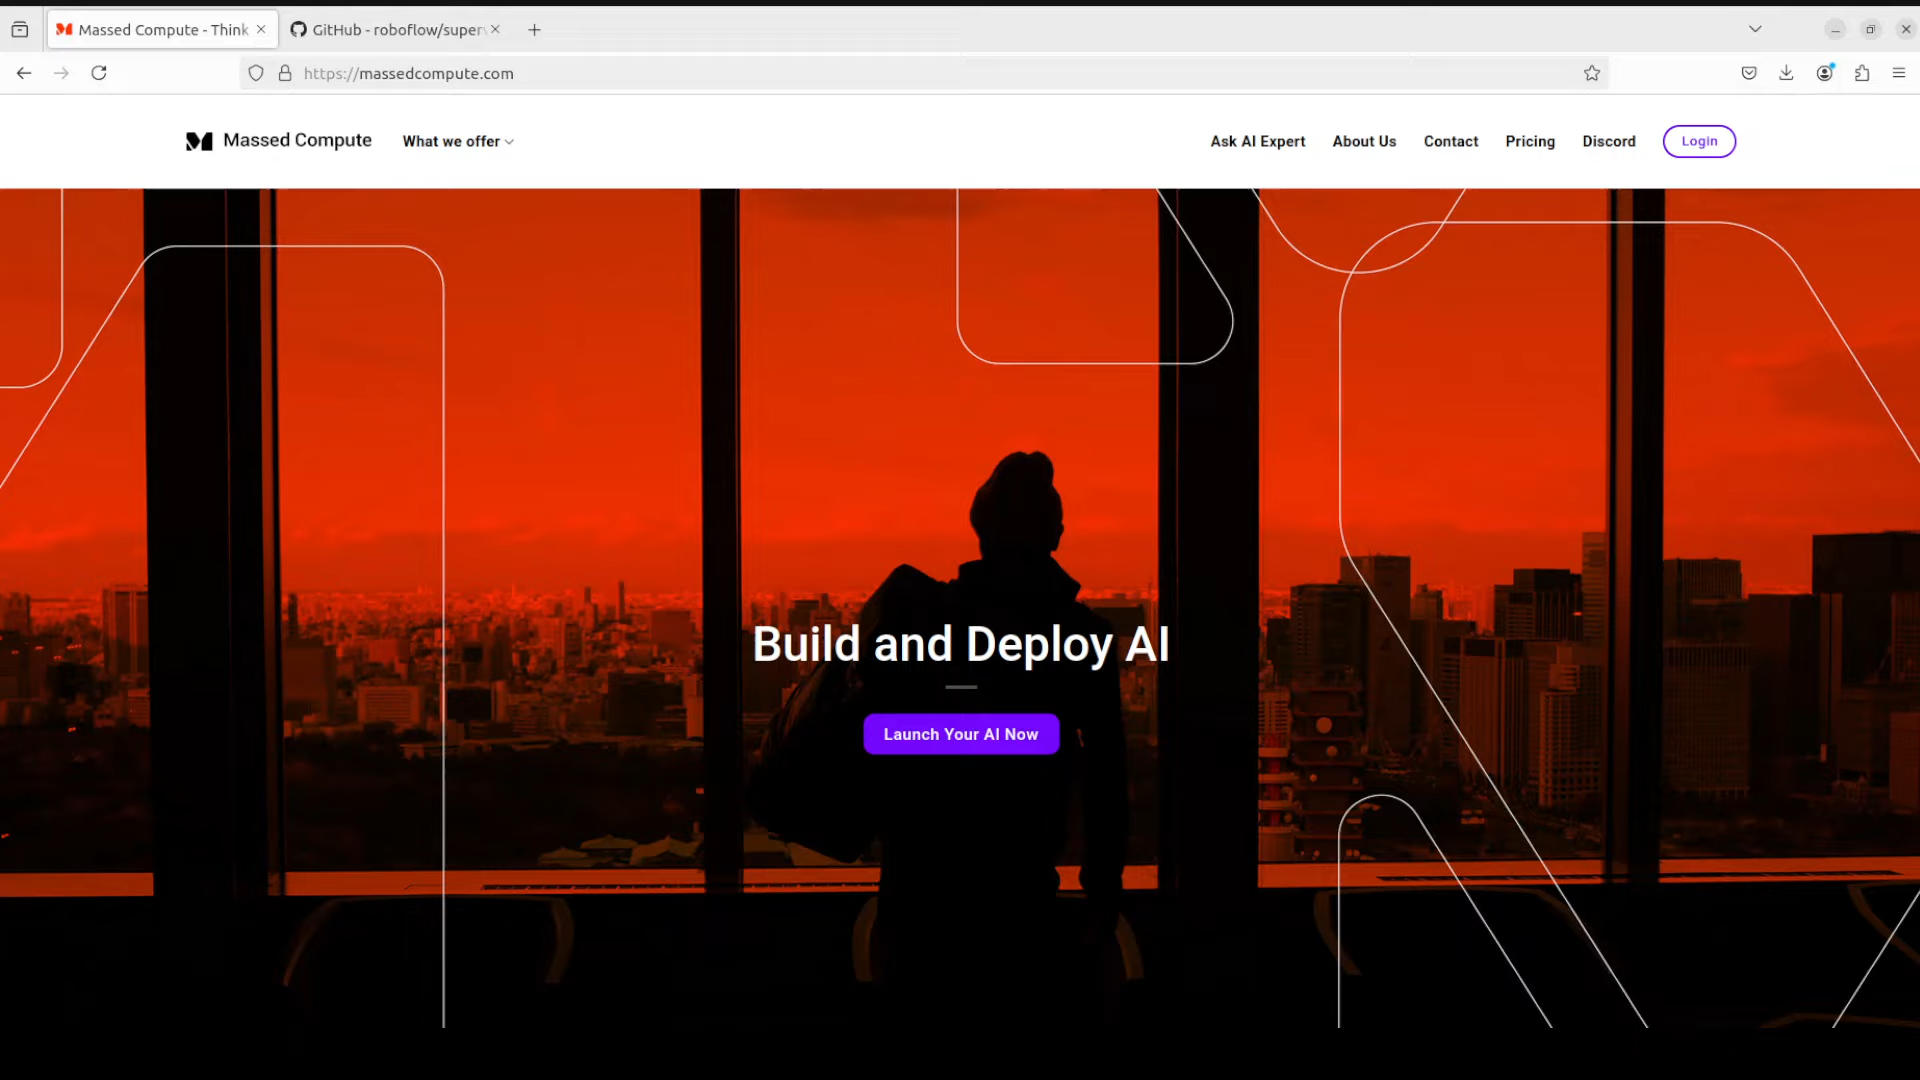 Massed Compute - Think
GitHub - roboflow/super
https://massedcompute.com
Massed Compute
What we offer
Ask AI Expert
About Us
Contact
Pricing
Discord
Login
Build and Deploy AI
Launch Your AI Now